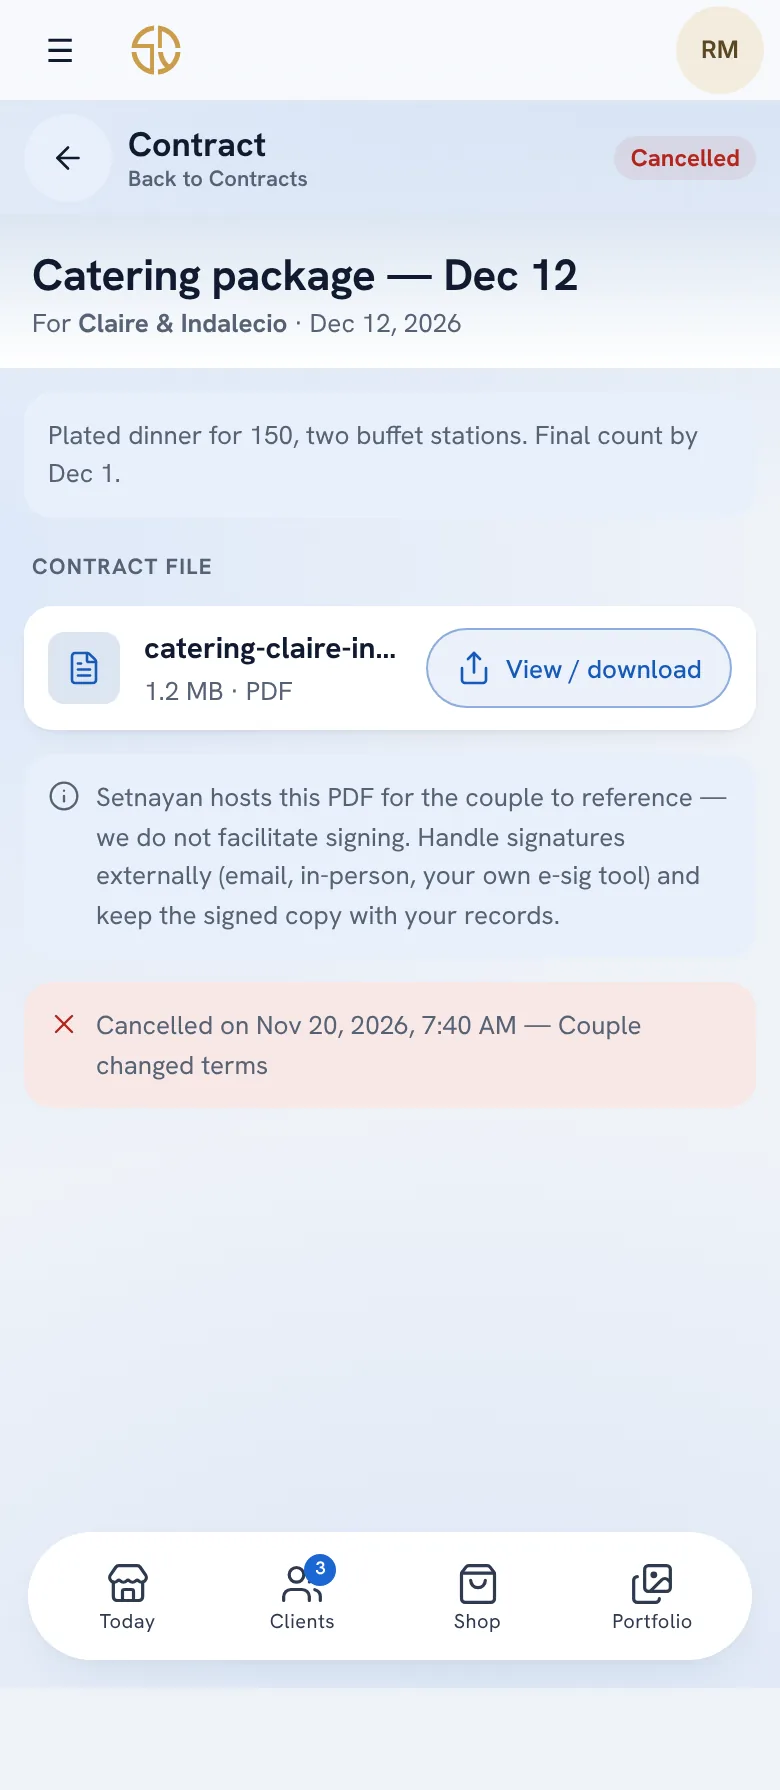 RM
Contract
Back to Contracts
Cancelled
Catering package — Dec 12
For Claire & Indalecio · Dec 12, 2026
Plated dinner for 150, two buffet stations. Final count by
Dec 1.
CONTRACT FILE
catering-claire-in...
1.2 MB · PDF
View / download
Setnayan hosts this PDF for the couple to reference —
we do not facilitate signing. Handle signatures
externally (email, in-person, your own e-sig tool) and
keep the signed copy with your records.
Cancelled on Nov 20, 2026, 7:40 AM — Couple
changed terms
3
Today
Clients
Shop
Portfolio